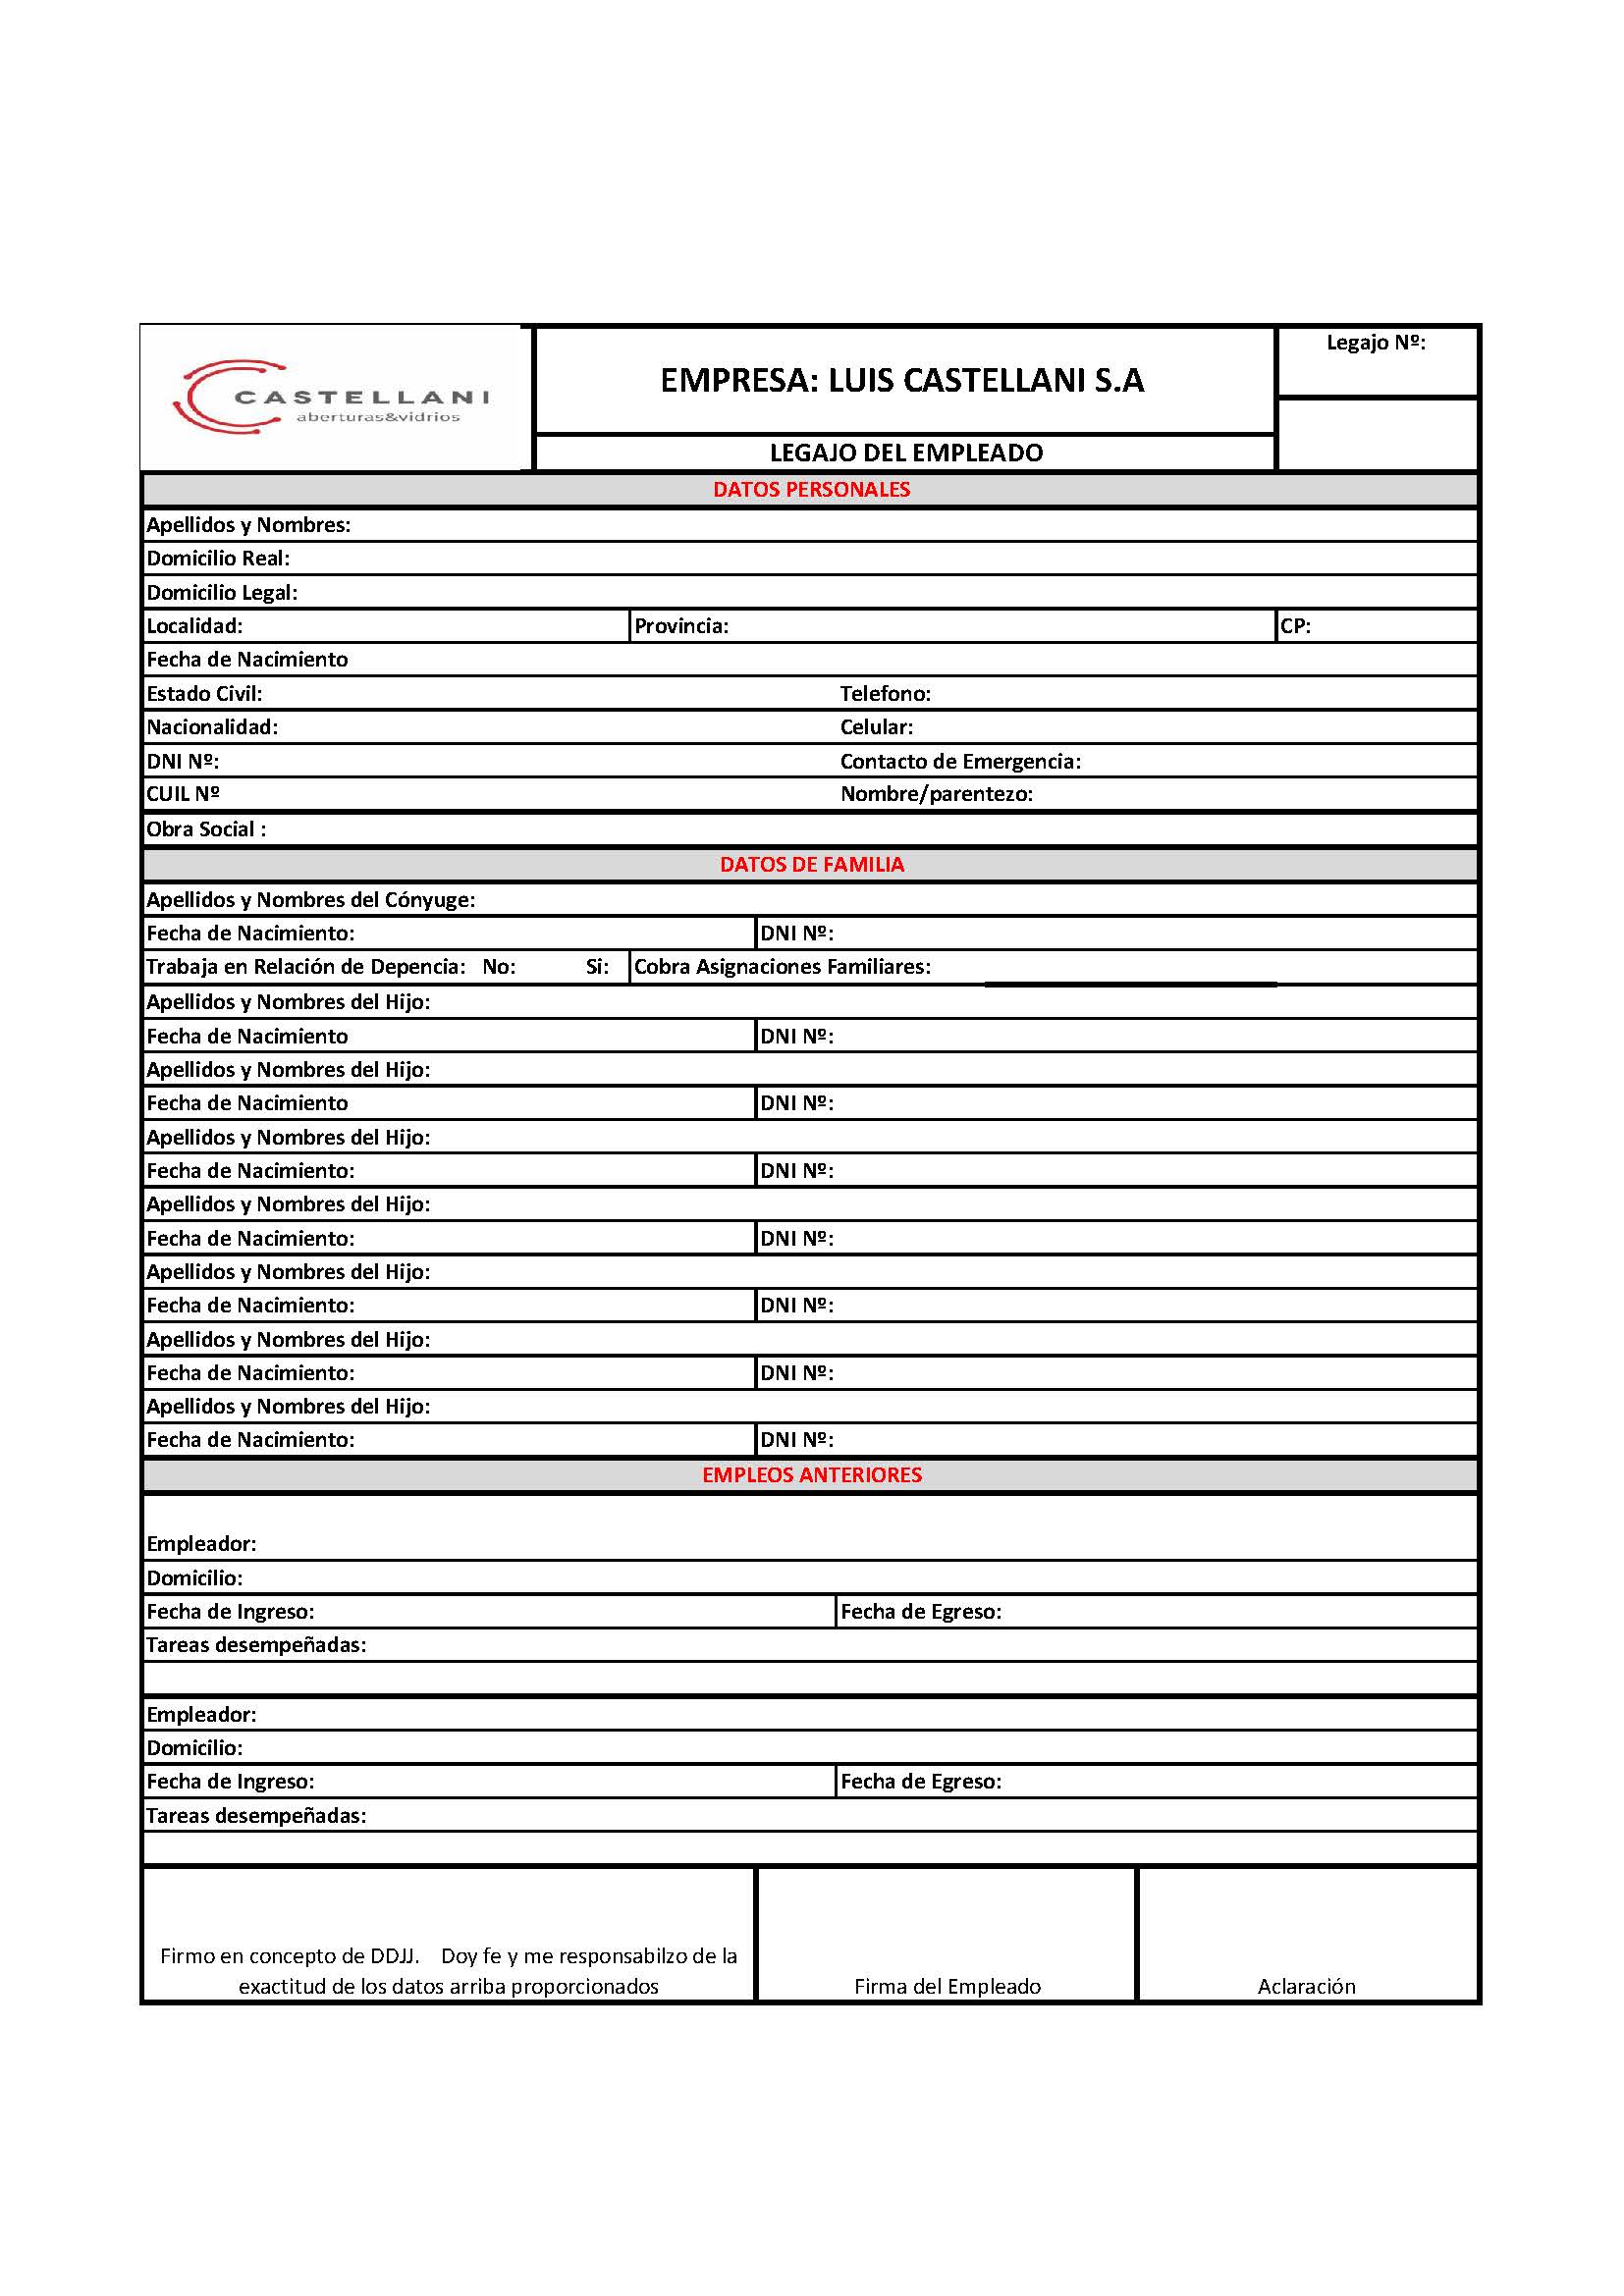 CASTELLANI
aberturas&vidrios
EMPRESA: LUIS CASTELLANI S.A
Legajo Nº:
LEGAJO DEL EMPLEADO
DATOS PERSONALES
Apellidos y Nombres:
Domicilio Real:
Domicilio Legal:
Localidad: Provincia: CP:
Fecha de Nacimiento
Estado Civil: Telefono:
Nacionalidad: Celular:
DNI Nº: Contacto de Emergencia:
CUIL Nº Nombre/parentezo:
Obra Social :
DATOS DE FAMILIA
Apellidos y Nombres del Cónyuge:
Fecha de Nacimiento: DNI Nº:
Trabaja en Relación de Depencia: No: Si: Cobra Asignaciones Familiares:
Apellidos y Nombres del Hijo:
Fecha de Nacimiento DNI Nº:
Apellidos y Nombres del Hijo:
Fecha de Nacimiento DNI Nº:
Apellidos y Nombres del Hijo:
Fecha de Nacimiento: DNI Nº:
Apellidos y Nombres del Hijo:
Fecha de Nacimiento: DNI Nº:
Apellidos y Nombres del Hijo:
Fecha de Nacimiento: DNI Nº:
Apellidos y Nombres del Hijo:
Fecha de Nacimiento: DNI Nº:
Apellidos y Nombres del Hijo:
Fecha de Nacimiento: DNI Nº:
EMPLEOS ANTERIORES
Empleador:
Domicilio:
Fecha de Ingreso: Fecha de Egreso:
Tareas desempeñadas:
Empleador:
Domicilio:
Fecha de Ingreso: Fecha de Egreso:
Tareas desempeñadas:
Firmo en concepto de DDJJ. Doy fe y me responsabilzo de la
exactitud de los datos arriba proporcionados
Firma del Empleado
Aclaración